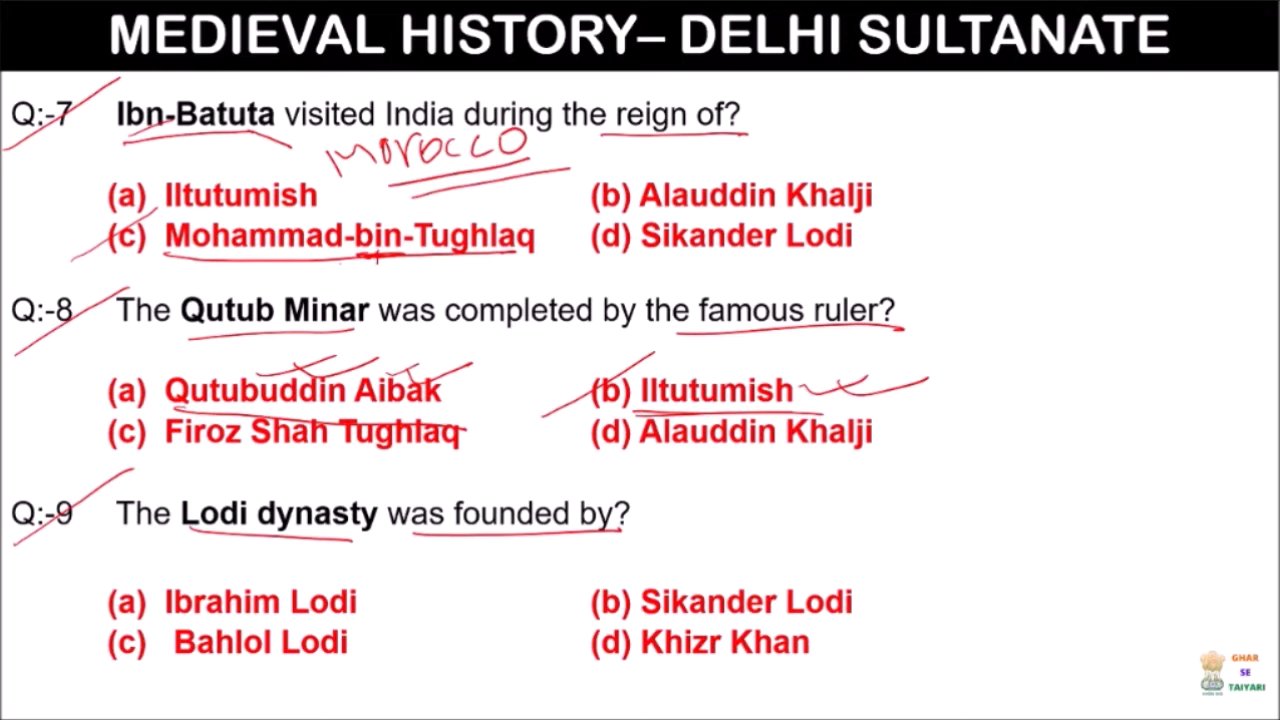 MEDIEVAL HISTORY– DELHI SULTANATE
Q:-7 Ibn-Batuta visited India during the reign of?
Morocco
(a) Iltutumish (b) Alauddin Khalji
(c) Mohammad-bin-Tughlaq (d) Sikander Lodi
Q:-8 The Qutub Minar was completed by the famous ruler?
(a) Qutubuddin Aibak (b) Iltutumish
(c) Firoz Shah Tughlaq (d) Alauddin Khalji
Q:-9 The Lodi dynasty was founded by?
(a) Ibrahim Lodi (b) Sikander Lodi
(c) Bahlol Lodi (d) Khizr Khan
GHAR
SE
TAIYARI